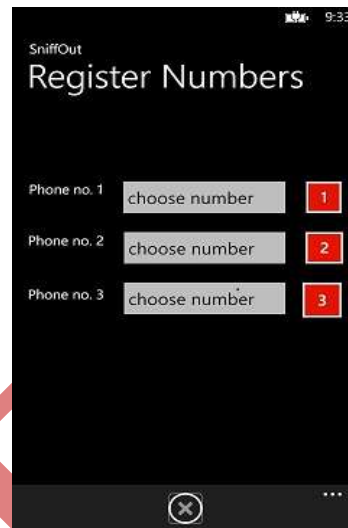 9:33
SniffOut
Register Numbers
Phone no. 1 choose number 1
Phone no. 2 choose number 2
Phone no. 3 choose number 3
...